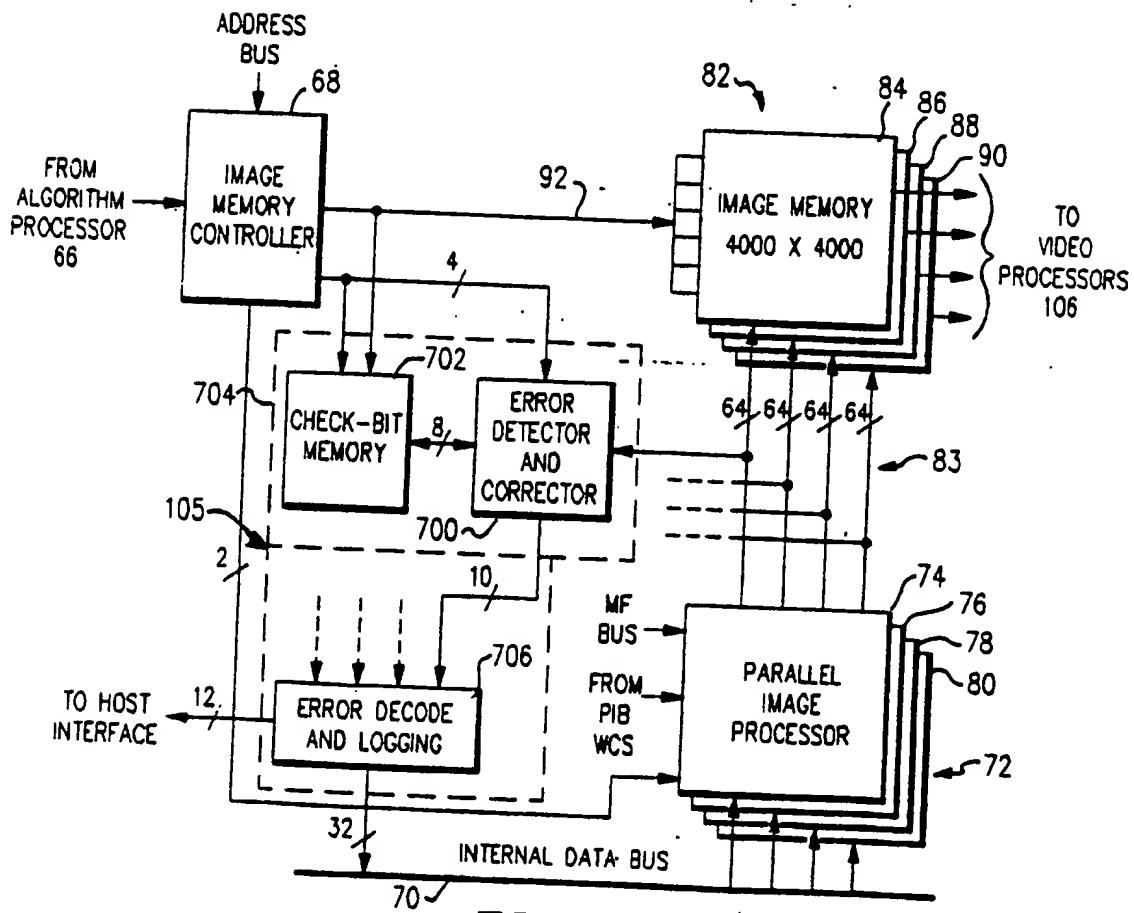 ADDRESS
BUS
68
IMAGE
MEMORY
CONTROLLER
FROM
ALGORITHM
PROCESSOR
66
92
82
84
86
88
90
IMAGE MEMORY
4000 X 4000
TO
VIDEO
PROCESSORS
106
4
702
704
CHECK-BIT
MEMORY
8
ERROR
DETECTOR
AND
CORRECTOR
700
64
64
64
64
83
105
2
10
706
ERROR DECODE
AND LOGGING
TO HOST
INTERFACE
12
32
MF
BUS
FROM
PIB
WCS
74
76
78
80
PARALLEL
IMAGE
PROCESSOR
72
INTERNAL DATA BUS
70